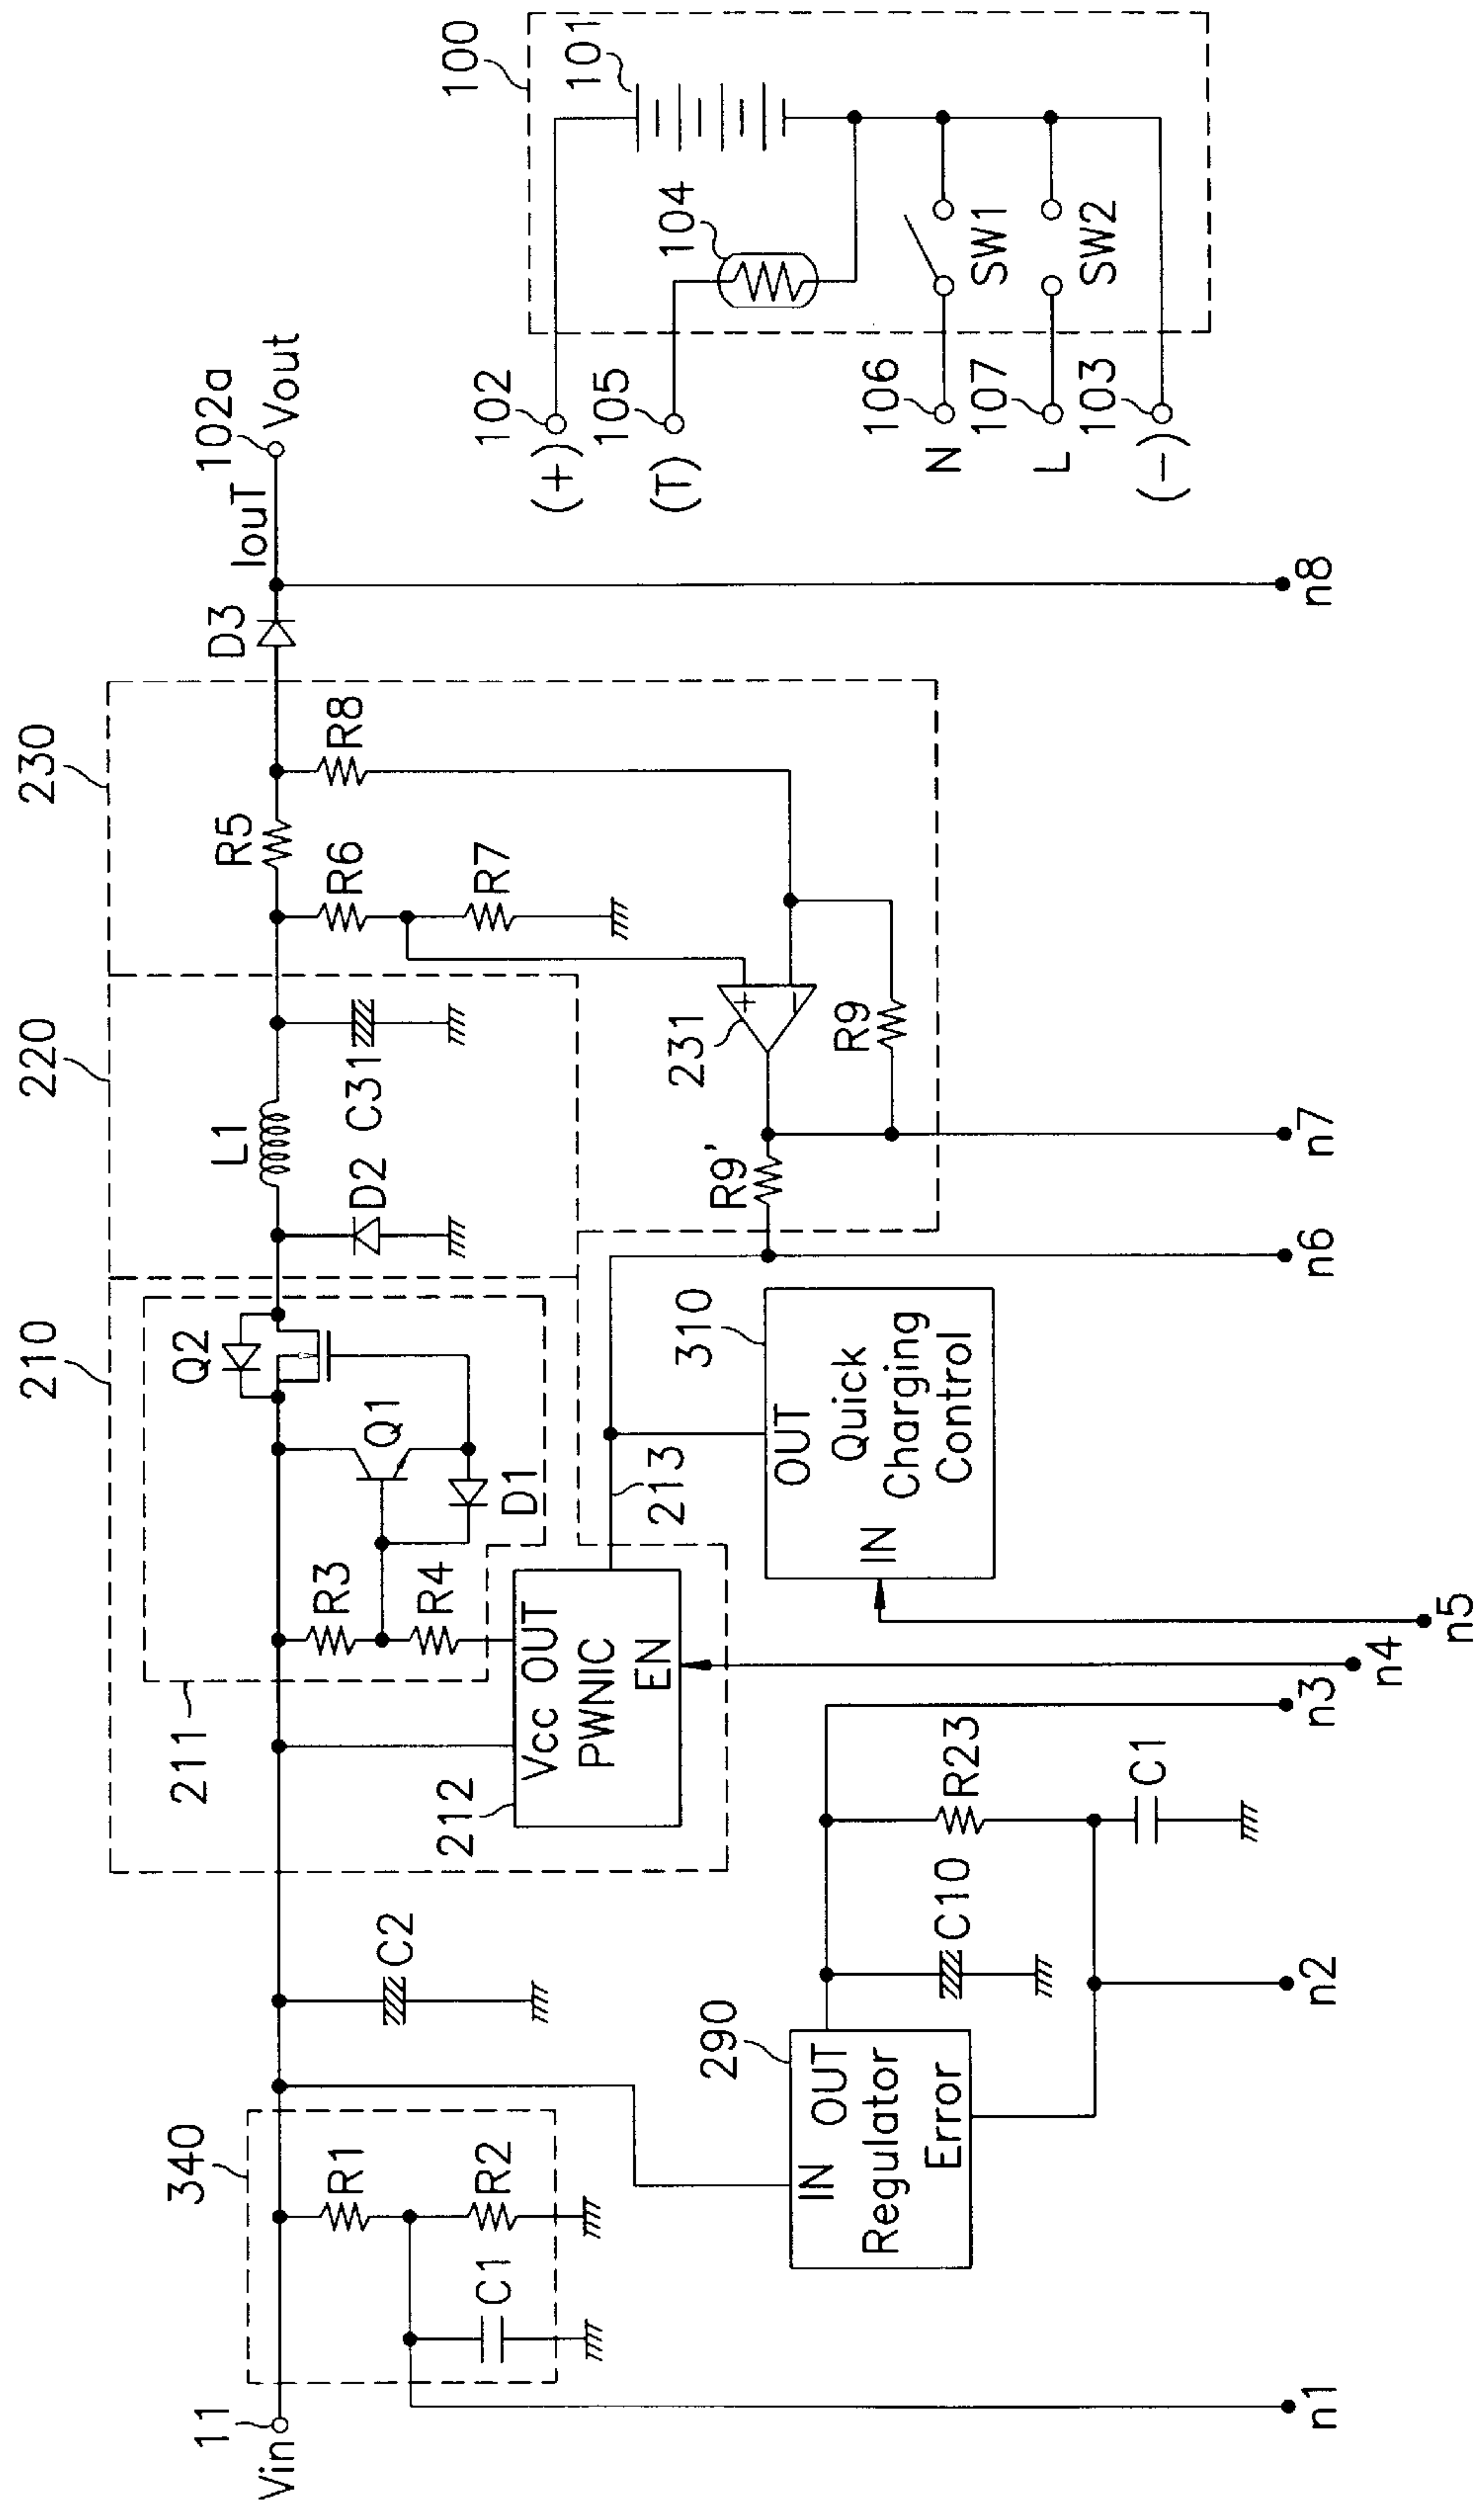 340
11
Vin
R1
R2
C1
n1
C2
290
IN OUT
Regulator
Error
C10
R23
C1
n2
n3
210
211
R3
R4
Q1
Q2
D1
212
Vcc OUT
PWNIC
EN
n4
213
310
OUT
Quick
Charging
Control
IN
n5
220
L1
D2
C31
230
R5
R6
R7
R8
231
+
−
R9
R9'
n6
n7
D3
IouT
102a
Vout
n8
100
101
102
(+)
104
105
(T)
106
N
SW1
107
L
SW2
103
(−)